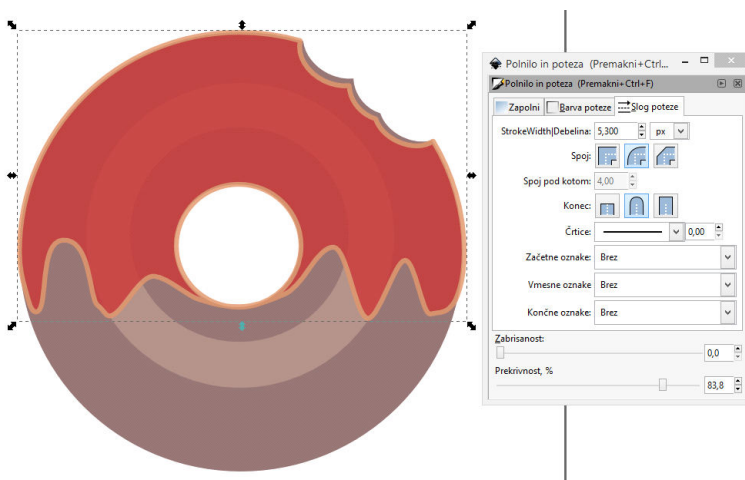 Polnilo in poteza (Premakni+Ctrl...
Polnilo in poteza (Premakni+Ctrl+F)
Zapolni Barva poteze Slog poteze
StrokeWidth|Debelina: 5,300 px
Spoj:
Spoj pod kotom: 4,00
Konec:
Črtice: 0,00
Začetne oznake: Brez
Vmesne oznake Brez
Končne oznake: Brez
Zabrisanost:
0,0
Prekrivnost, %
83,8